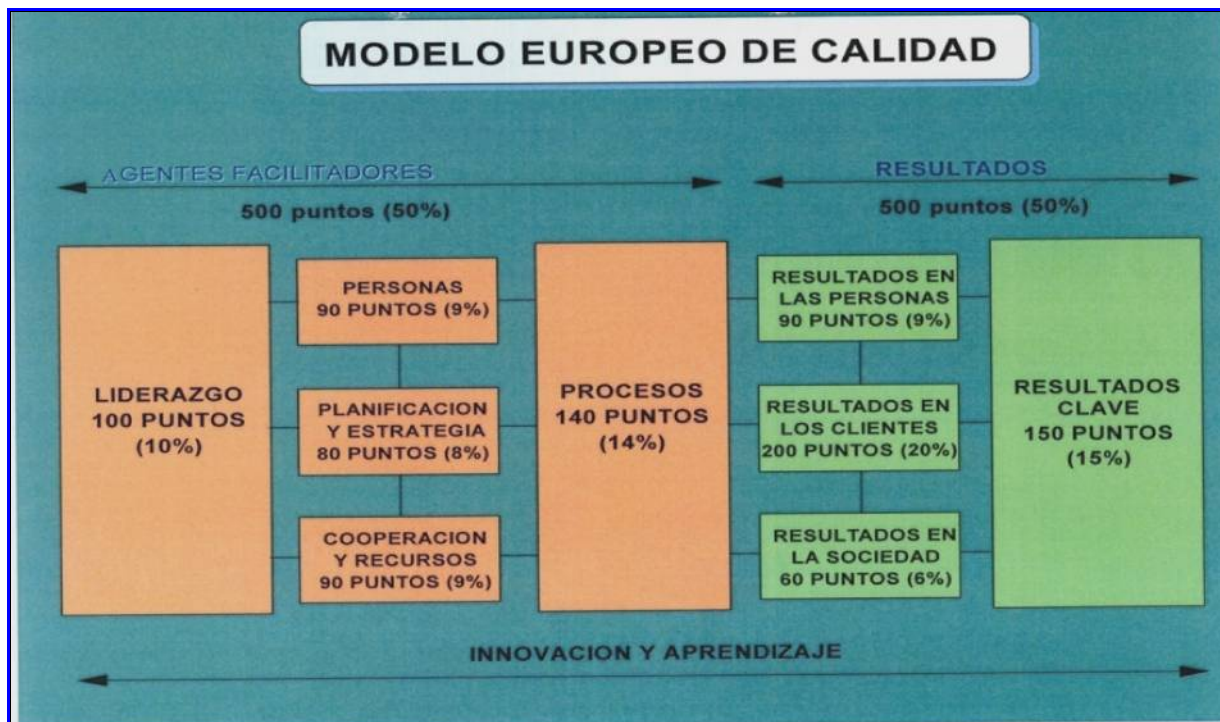 MODELO EUROPEO DE CALIDAD
AGENTES FACILITADORES
500 puntos (50%)
RESULTADOS
500 puntos (50%)
LIDERAZGO
100 PUNTOS
(10%)
PERSONAS
90 PUNTOS (9%)
PLANIFICACION
Y ESTRATEGIA
80 PUNTOS (8%)
COOPERACION
Y RECURSOS
90 PUNTOS (9%)
PROCESOS
140 PUNTOS
(14%)
RESULTADOS EN
LAS PERSONAS
90 PUNTOS (9%)
RESULTADOS EN
LOS CLIENTES
200 PUNTOS (20%)
RESULTADOS EN
LA SOCIEDAD
60 PUNTOS (6%)
RESULTADOS
CLAVE
150 PUNTOS
(15%)
INNOVACION Y APRENDIZAJE